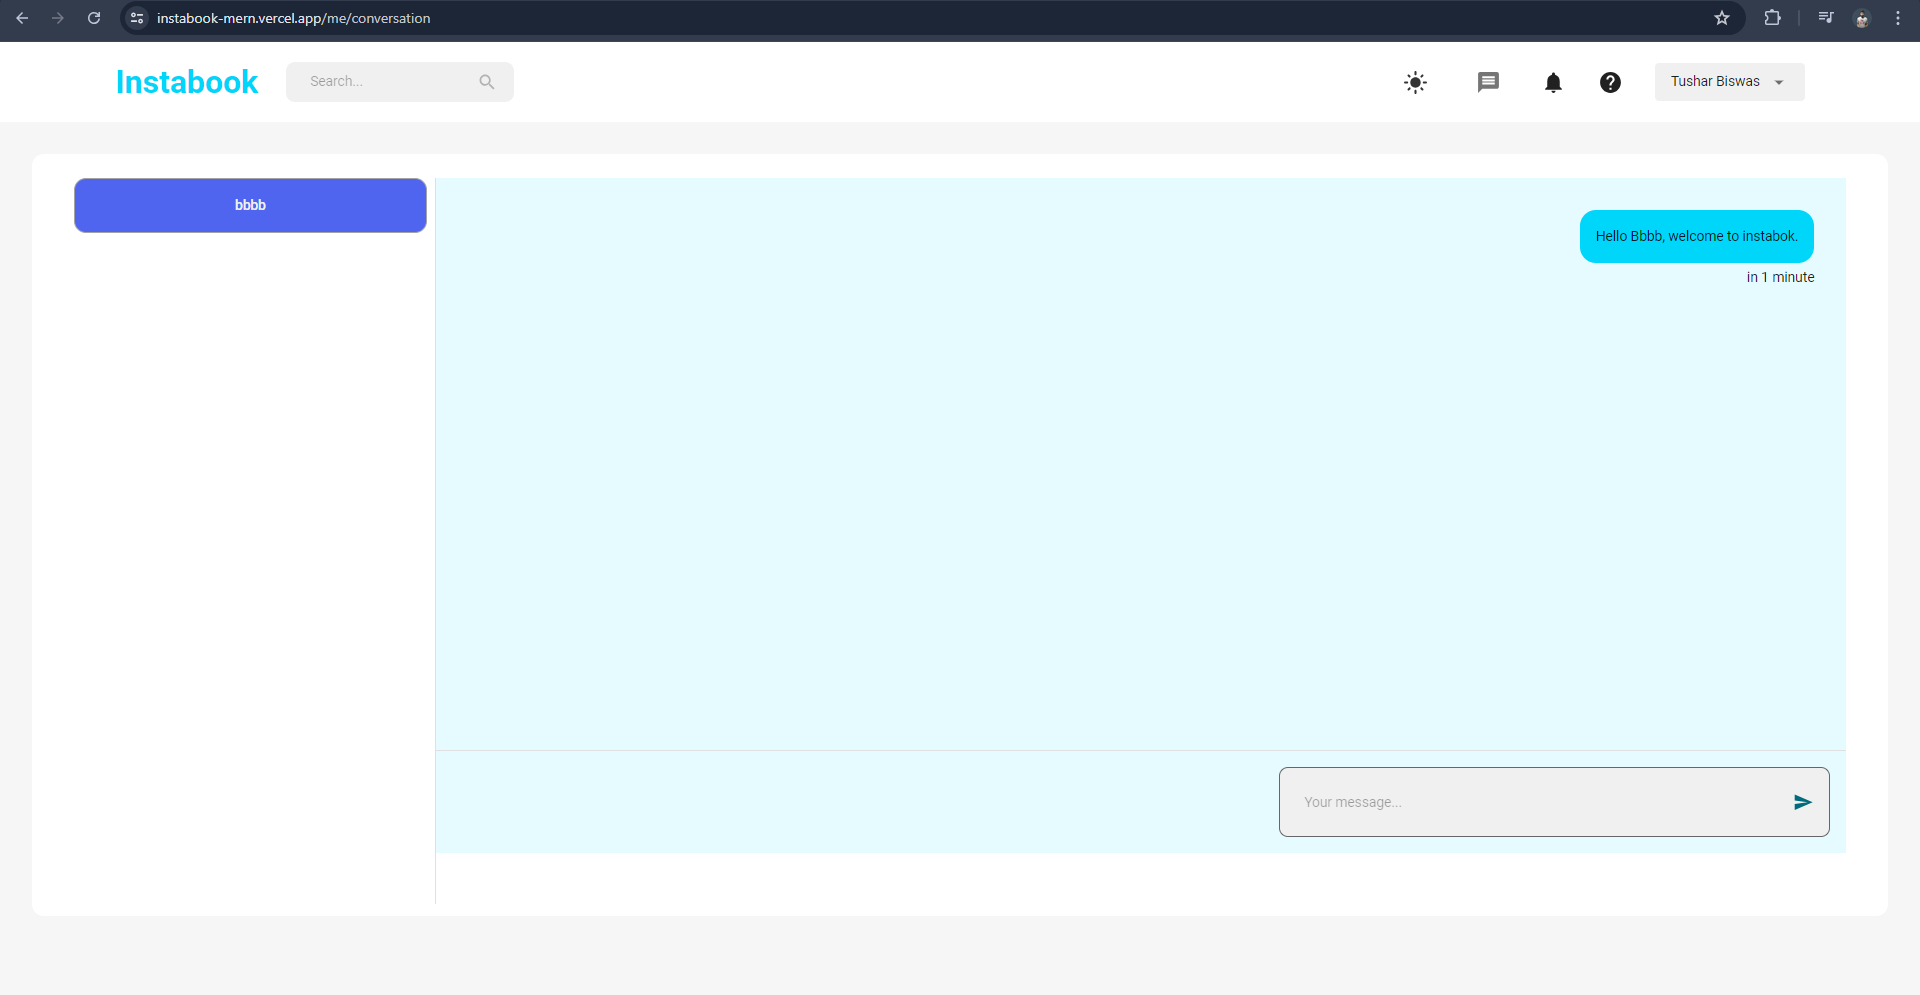 instabook-mern.vercel.app/me/conversation
Instabook
Search...
Tushar Biswas
bbbb
Hello Bbbb, welcome to instabok.
in 1 minute
Your message...